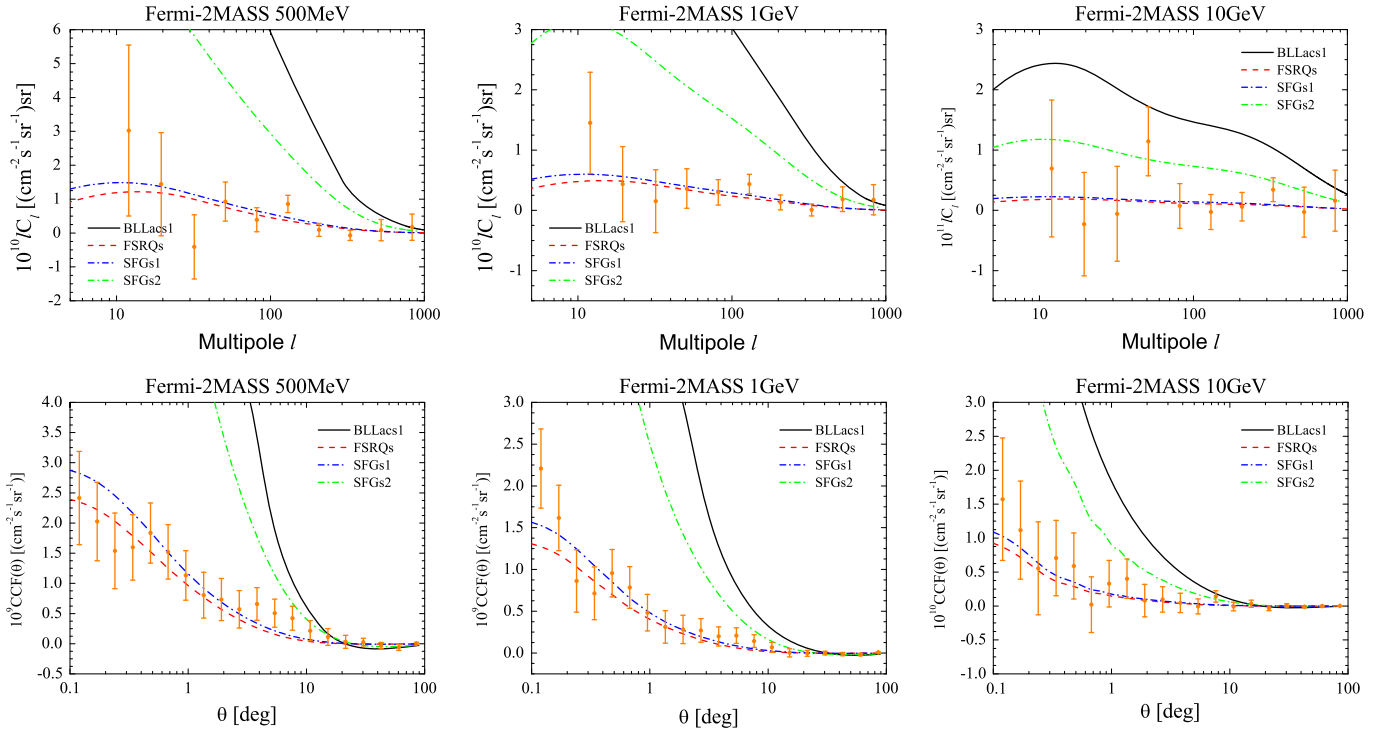 Fermi-2MASS 500MeV
10^10 lC_l [(cm^-2 s^-1 sr^-1)sr]
6
5
4
3
2
1
0
-1
-2
BLLacs1
FSRQs
SFGs1
SFGs2
10 100 1000
Multipole l
Fermi-2MASS 1GeV
10^10 lC_l [(cm^-2 s^-1 sr^-1)sr]
3
2
1
0
-1
BLLacs1
FSRQs
SFGs1
SFGs2
10 100 1000
Multipole l
Fermi-2MASS 10GeV
10^11 lC_l [(cm^-2 s^-1 sr^-1)sr]
3
2
1
0
-1
BLLacs1
FSRQs
SFGs1
SFGs2
10 100 1000
Multipole l
Fermi-2MASS 500MeV
10^9 CCF(θ) [(cm^-2 s^-1 sr^-1)]
4.0
3.5
3.0
2.5
2.0
1.5
1.0
0.5
0.0
-0.5
BLLacs1
FSRQs
SFGs1
SFGs2
0.1 1 10 100
θ [deg]
Fermi-2MASS 1GeV
10^9 CCF(θ) [(cm^-2 s^-1 sr^-1)]
3.0
2.5
2.0
1.5
1.0
0.5
0.0
BLLacs1
FSRQs
SFGs1
SFGs2
0.1 1 10 100
θ [deg]
Fermi-2MASS 10GeV
10^10 CCF(θ) [(cm^-2 s^-1 sr^-1)]
3.0
2.5
2.0
1.5
1.0
0.5
0.0
-0.5
-1.0
BLLacs1
FSRQs
SFGs1
SFGs2
0.1 1 10 100
θ [deg]